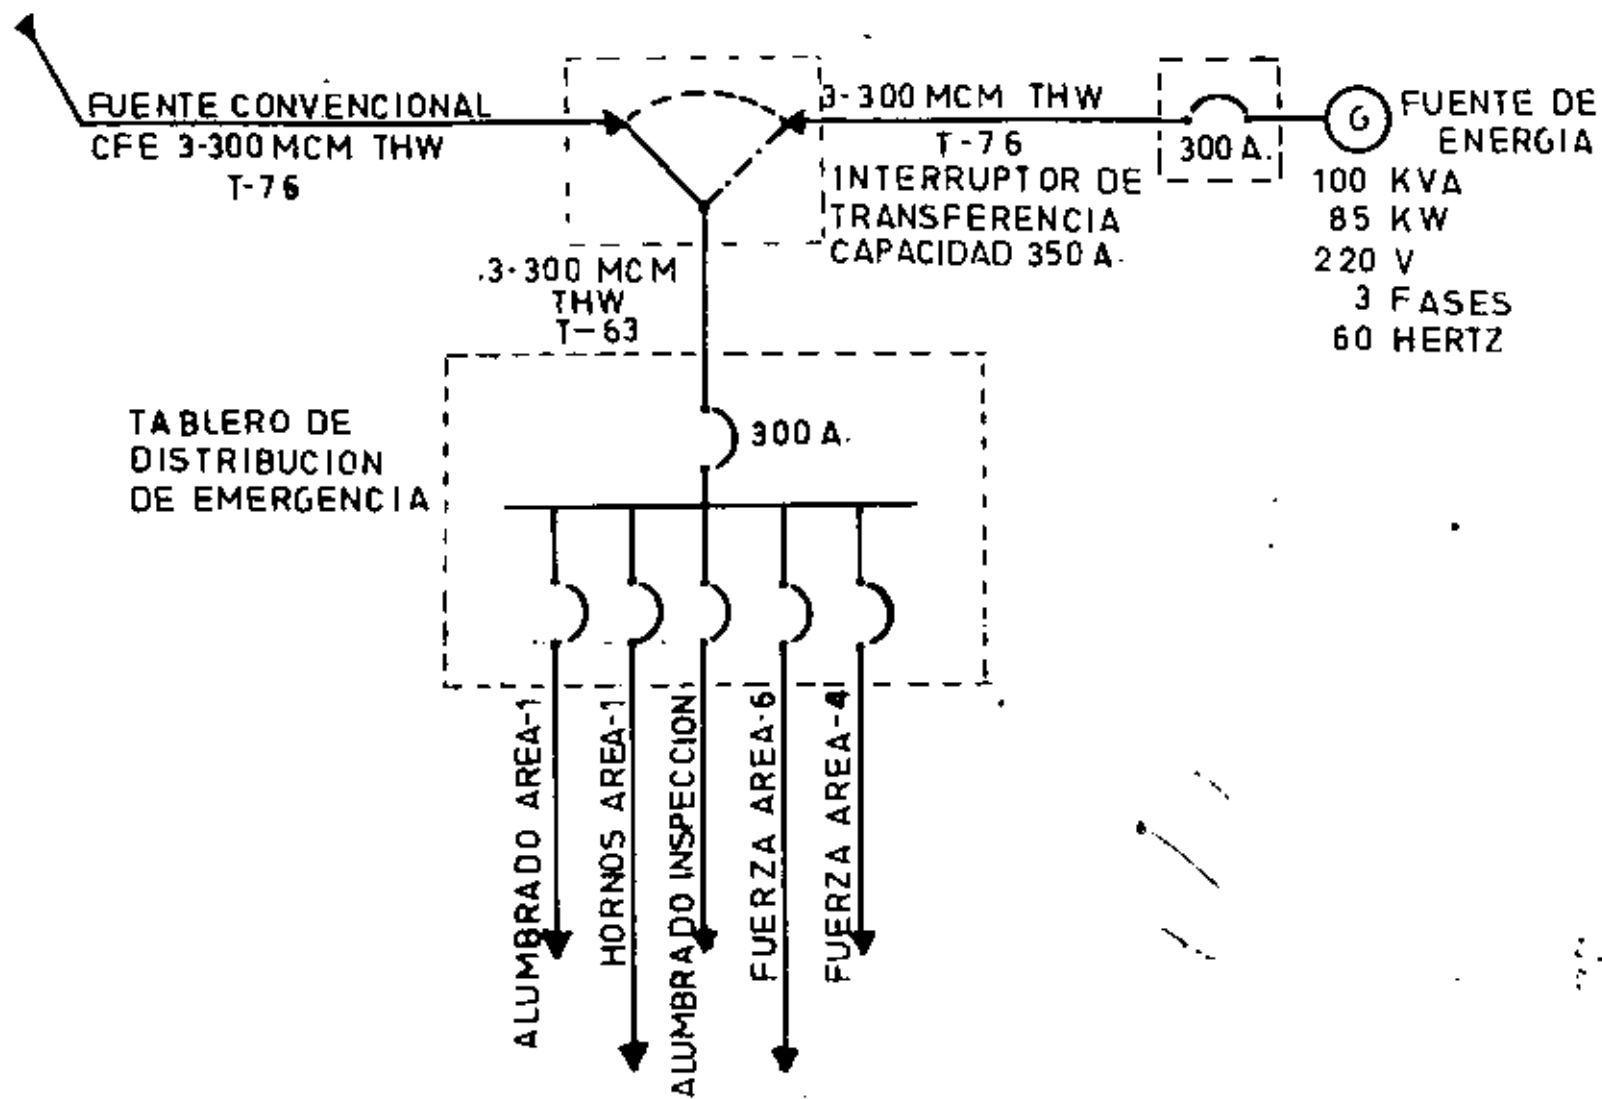 FUENTE CONVENCIONAL
CFE 3-300 MCM THW
T-76
3-300 MCM THW
T-76
INTERRUPTOR DE
TRANSFERENCIA
CAPACIDAD 350 A.
300 A.
G
FUENTE DE
ENERGIA
100 KVA
85 KW
220 V
3 FASES
60 HERTZ
3-300 MCM
THW
T-63
TABLERO DE
DISTRIBUCION
DE EMERGENCIA
300 A.
ALUMBRADO AREA-1
HORNOS AREA-1
ALUMBRADO INSPECCION
FUERZA AREA-6
FUERZA AREA-4